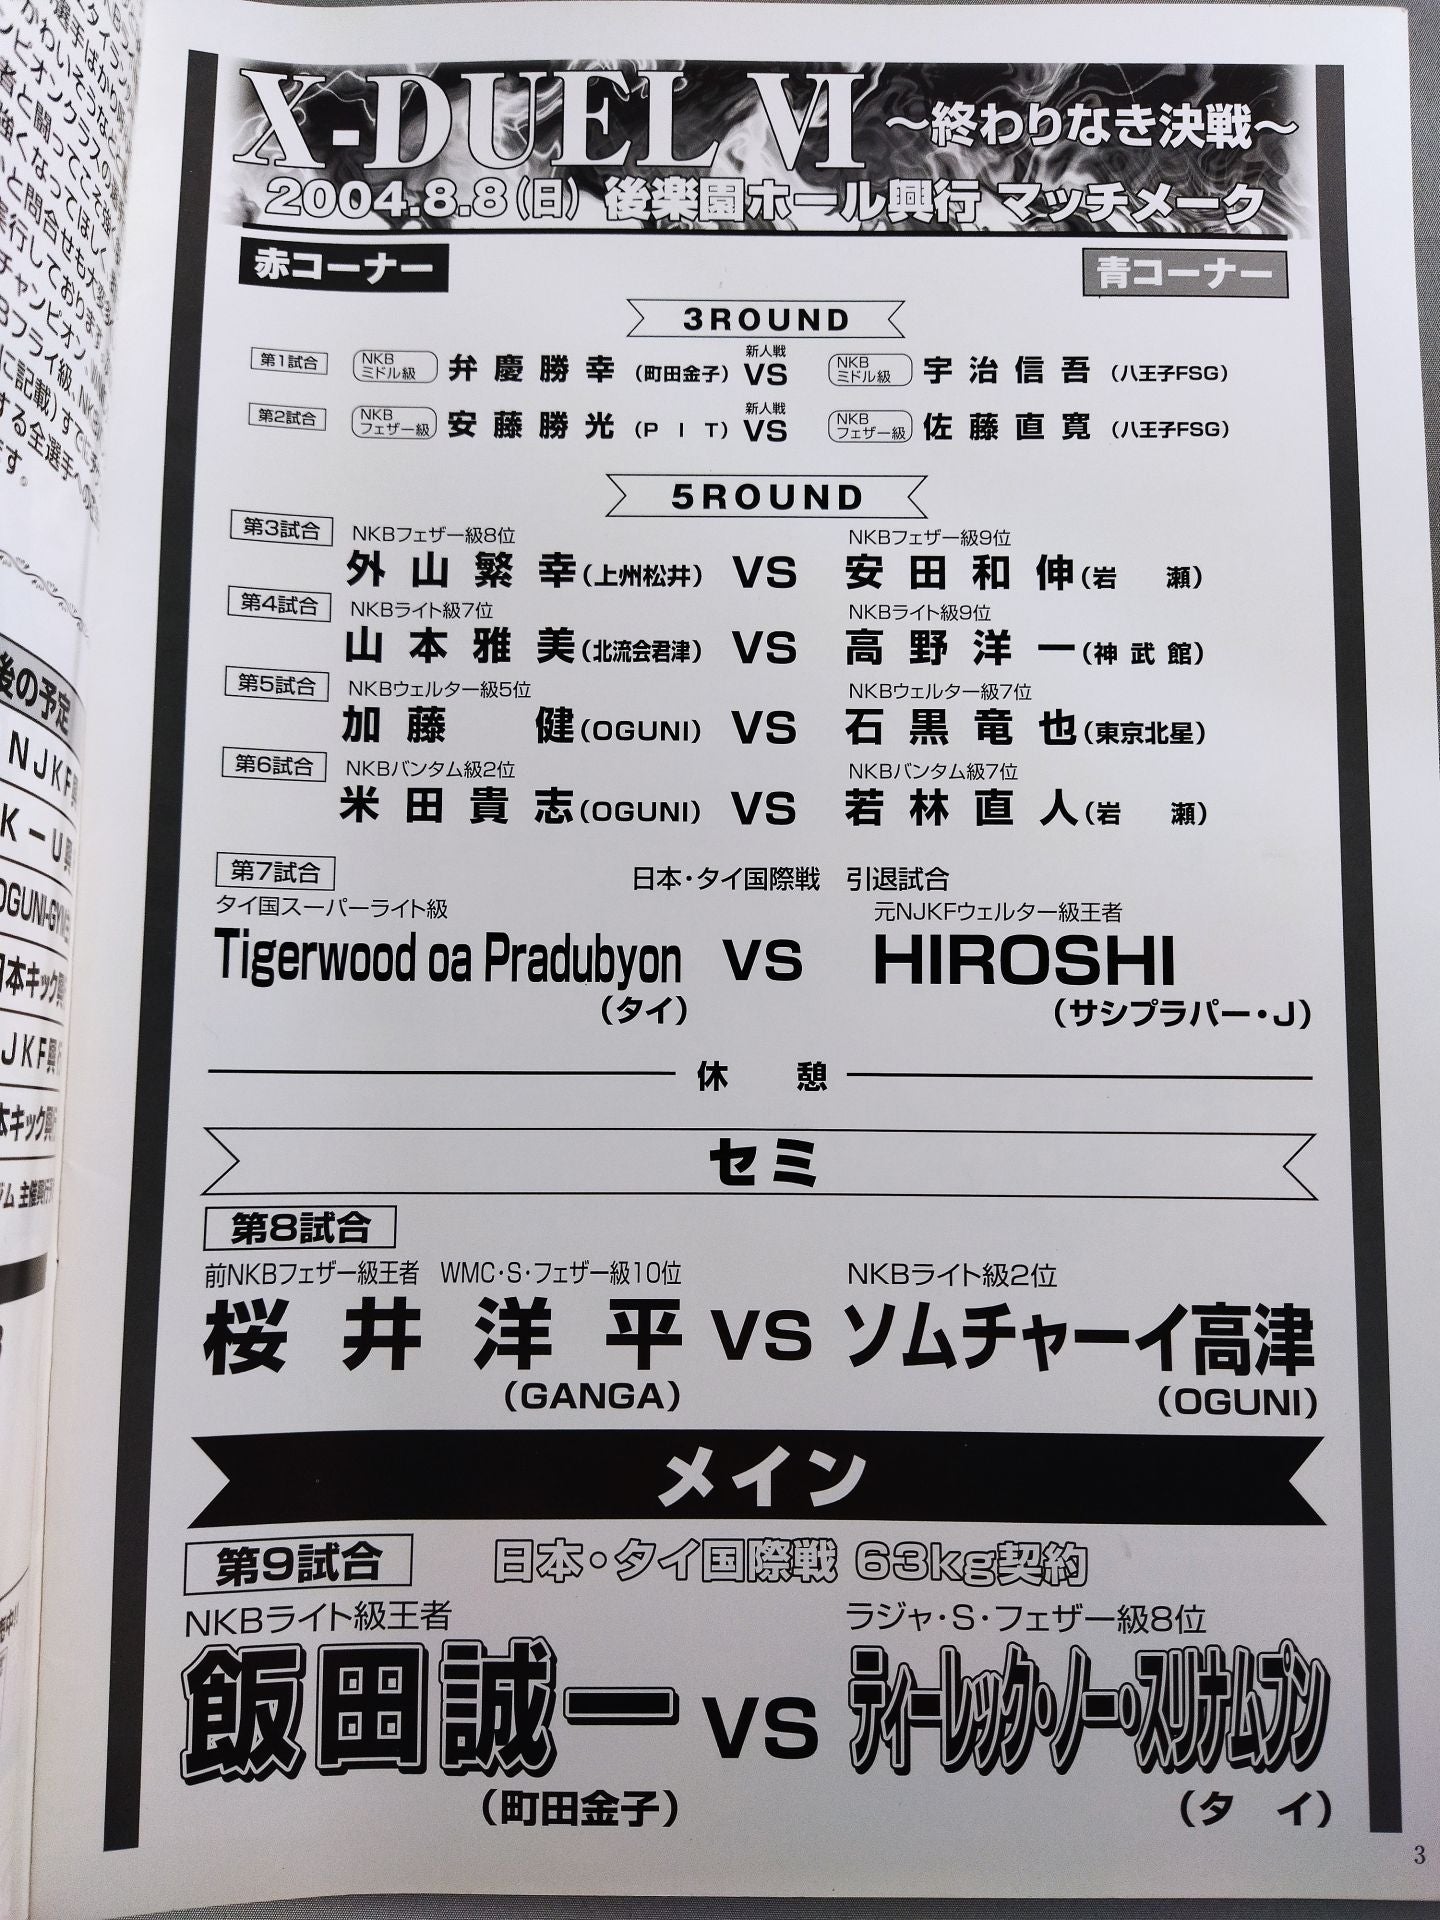 X-DUEL VI ～終わりなき決戦～
2004.8.8(日) 後楽園ホール興行 マッチメーク
赤コーナー 青コーナー
3ROUND
第1試合 NKBミドル級 弁慶勝幸(町田金子) 新人戦 VS NKBミドル級 宇治信吾(八王子FSG)
第2試合 NKBフェザー級 安藤勝光(PIT) 新人戦 VS NKBフェザー級 佐藤直寛(八王子FSG)
5ROUND
第3試合 NKBフェザー級8位 NKBフェザー級9位
外山繁幸(上州松井) VS 安田和伸(岩瀬)
第4試合 NKBライト級7位 NKBライト級9位
山本雅美(北流会君津) VS 高野洋一(神武館)
第5試合 NKBウェルター級5位 NKBウェルター級7位
加藤健(OGUNI) VS 石黒竜也(東京北星)
第6試合 NKBバンタム級2位 NKBバンタム級7位
米田貴志(OGUNI) VS 若林直人(岩瀬)
第7試合 日本・タイ国際戦 引退試合
タイ国スーパーライト級 元NJKFウェルター級王者
Tigerwood oa Pradubyon VS HIROSHI
(タイ) (サシプラパー・J)
休憩
セミ
第8試合
前NKBフェザー級王者 WMC・S・フェザー級10位 NKBライト級2位
桜井洋平 VS ソムチャーイ高津
(GANGA) (OGUNI)
メイン
第9試合 日本・タイ国際戦 63kg契約
NKBライト級王者 ラジャ・S・フェザー級8位
飯田誠一 VS ティーレック・ノー・スリナムプン
(町田金子) (タイ)
3